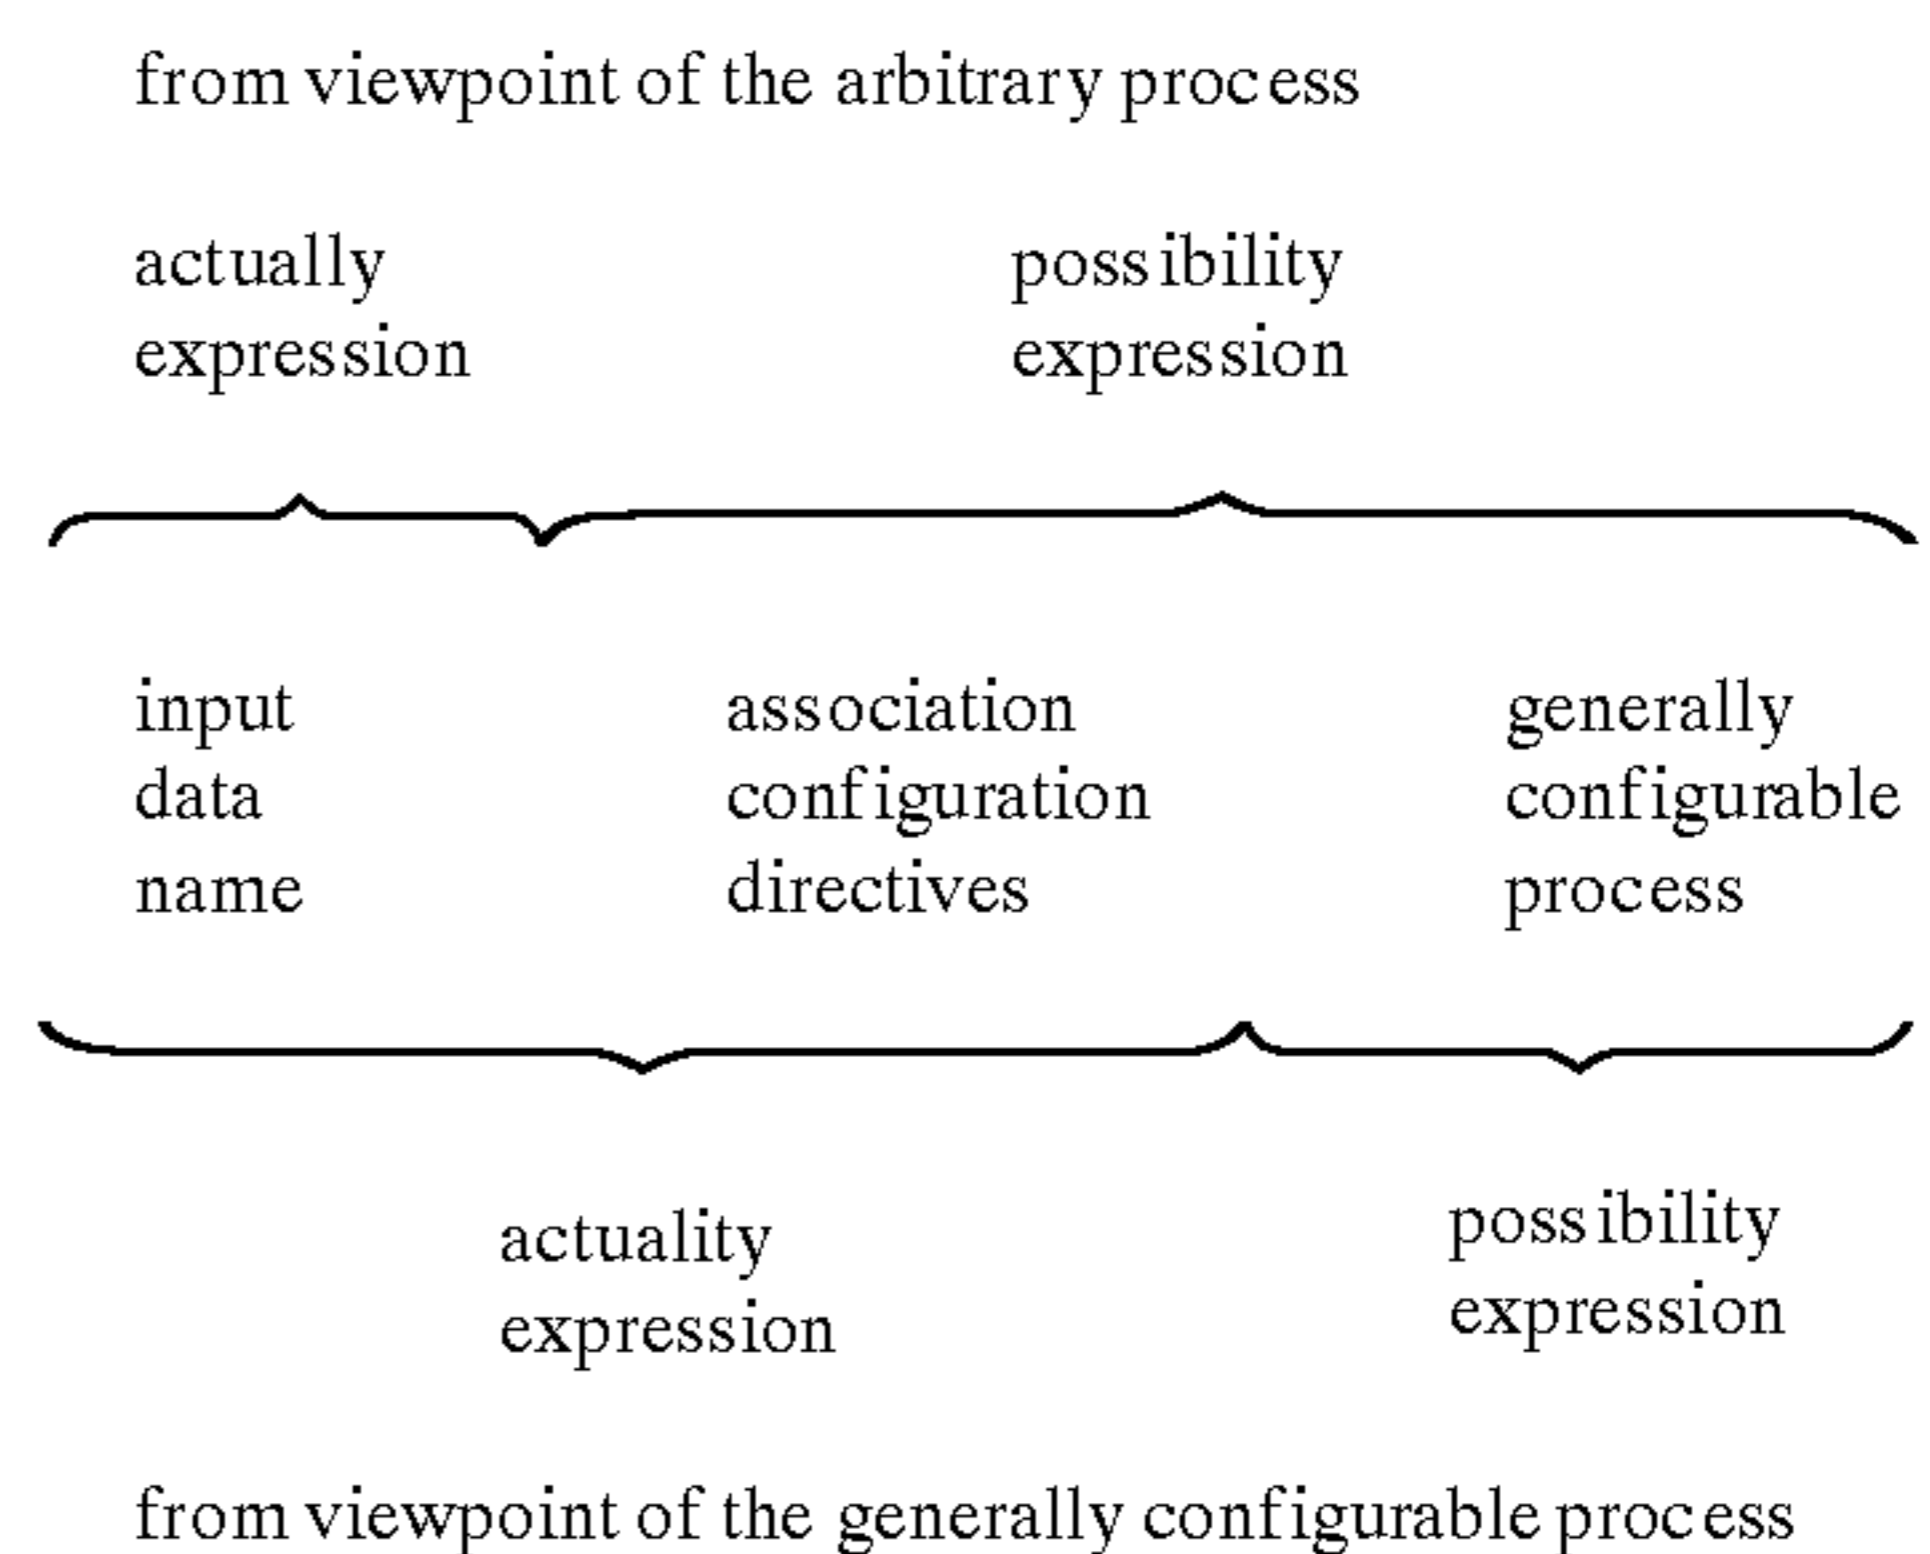 from viewpoint of the arbitrary process
actually possibility
expression expression
input association generally
data configuration configurable
name directives process
actuality possibility
expression expression
from viewpoint of the generally configurable process